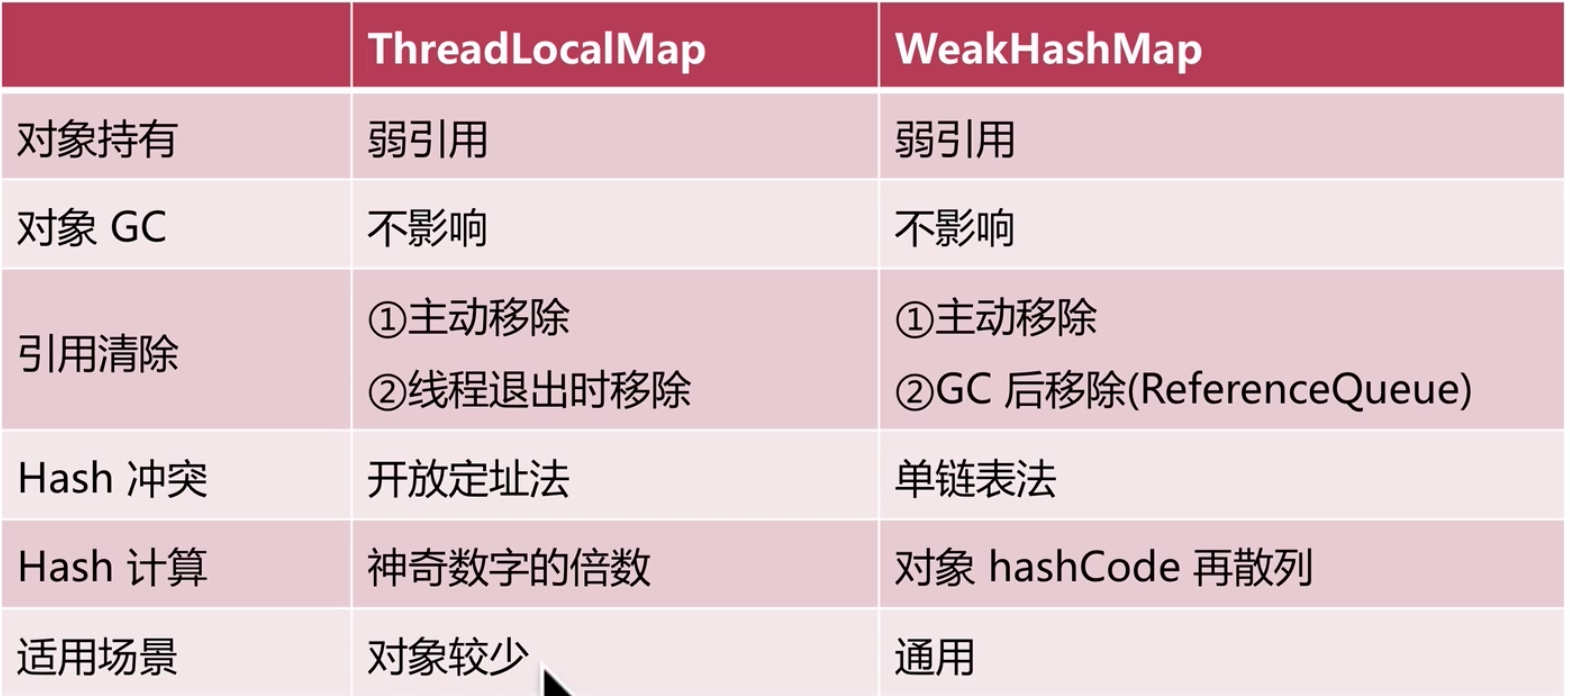 ThreadLocalMap WeakHashMap
对象持有 弱引用 弱引用
对象 GC 不影响 不影响
引用清除
①主动移除 ①主动移除
②线程退出时移除 ②GC 后移除(ReferenceQueue)
Hash 冲突 开放定址法 单链表法
Hash 计算 神奇数字的倍数 对象 hashCode 再散列
适用场景 对象较少 通用